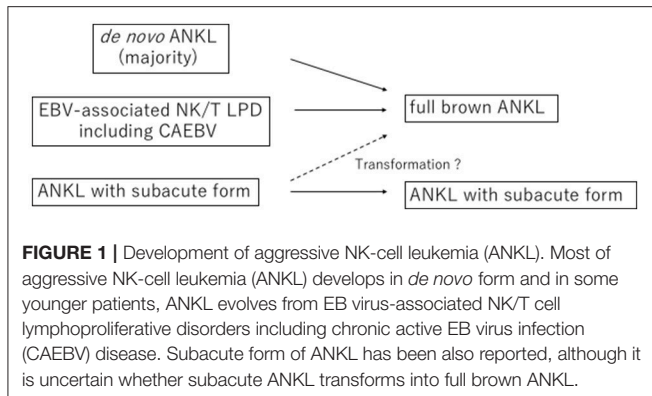 de novo ANKL
(majority)
EBV-associated NK/T LPD
including CAEBV
full brown ANKL
Transformation ?
ANKL with subacute form
ANKL with subacute form
FIGURE 1 | Development of aggressive NK-cell leukemia (ANKL). Most of
aggressive NK-cell leukemia (ANKL) develops in de novo form and in some
younger patients, ANKL evolves from EB virus-associated NK/T cell
lymphoproliferative disorders including chronic active EB virus infection
(CAEBV) disease. Subacute form of ANKL has been also reported, although it
is uncertain whether subacute ANKL transforms into full brown ANKL.